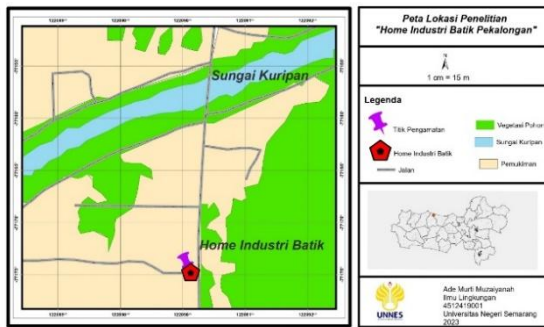 Sungai Kuripan
Home Industri Batik
Peta Lokasi Penelitian
"Home Industri Batik Pekalongan"
1 cm = 15 m
Legenda
Titik Pengamatan
Home Industri Batik
Jalan
Vegetasi Pohon
Sungai Kuripan
Pemukiman
UNNES
Ade Murti Muzaiyanah
Ilmu Lingkungan
4512419001
Universitas Negeri Semarang
2023